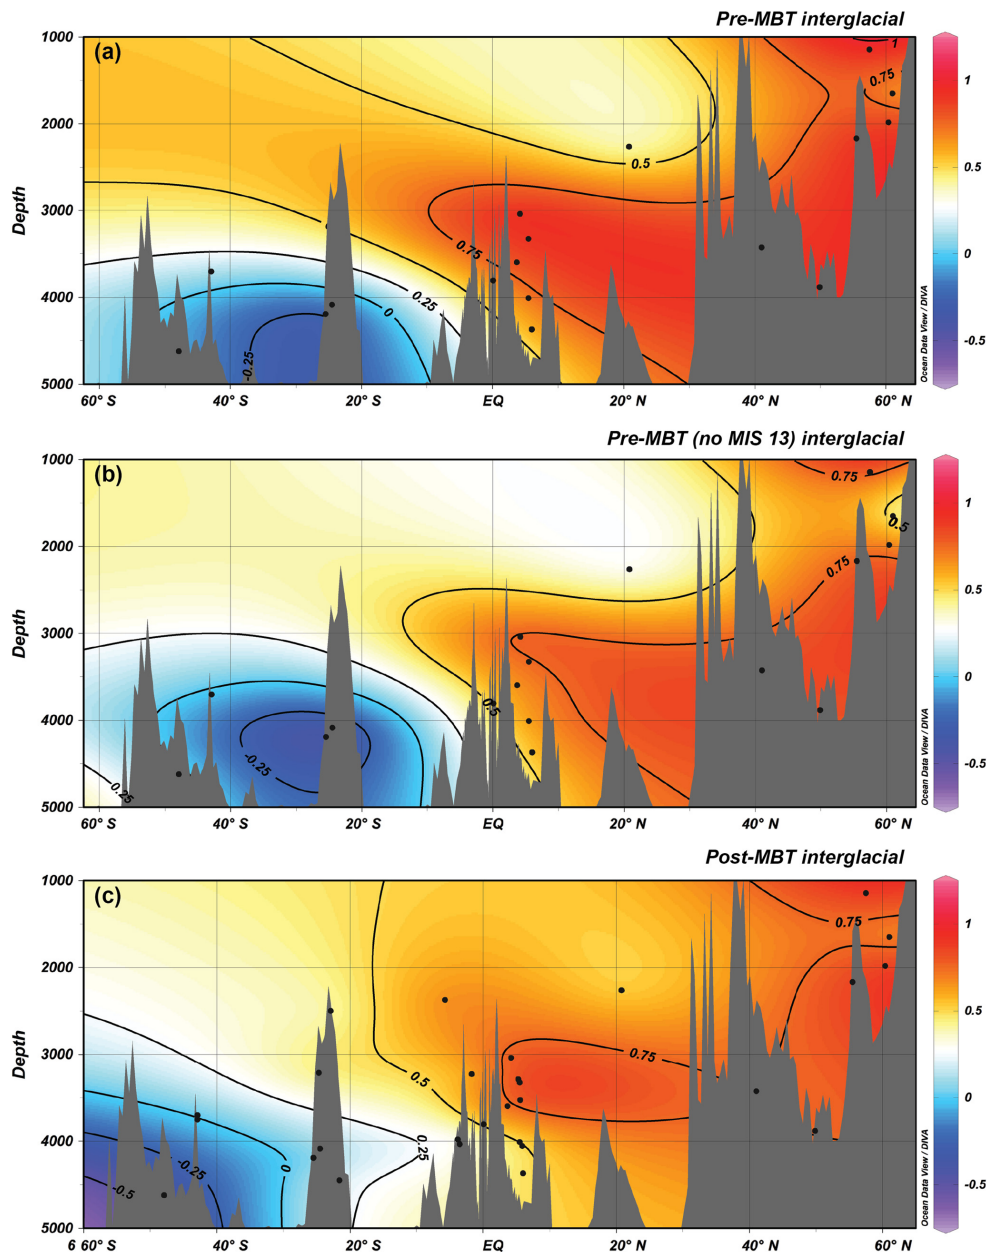 Pre-MBT interglacial
(a)
1000
2000
3000
4000
5000
Depth
1
0.75
0.5
0.75
0.25
0
-0.25
60° S
40° S
20° S
EQ
20° N
40° N
60° N
1
0.5
0
-0.5
Ocean Data View / DIVA
Pre-MBT (no MIS 13) interglacial
(b)
1000
2000
3000
4000
5000
Depth
0.75
0.5
0.75
0.5
-0.25
0.25
60° S
40° S
20° S
EQ
20° N
40° N
60° N
1
0.5
0
-0.5
Ocean Data View / DIVA
Post-MBT interglacial
(c)
1000
2000
3000
4000
5000
Depth
0.75
0.75
0.5
0.25
0
-0.25
-0.5
6 60° S
40° S
20° S
EQ
20° N
40° N
60° N
1
0.5
0
-0.5
Ocean Data View / DIVA